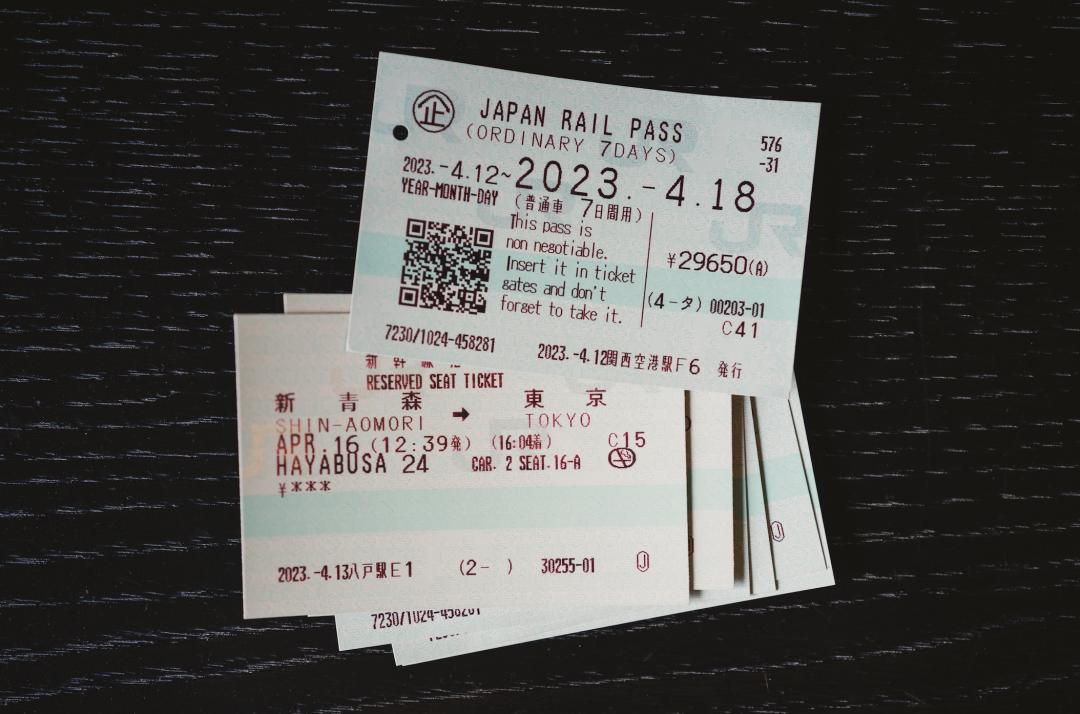 企 JAPAN RAIL PASS
(ORDINARY 7DAYS)
576
-31
2023.-4.12~2023.-4.18
YEAR-MONTH-DAY (普通車 7日間用)
This pass is
non negotiable.
Insert it in ticket
gates and don't
forget to take it.
¥29650(A)
(4-タ) 00203-01
C41
7230/1024-458281 2023.-4.12関西空港駅F6 発行
新 幹 線
RESERVED SEAT TICKET
新 青 森 ➡ 東 京
SHIN-AOMORI TOKYO
APR.16 (12:39発) (16:04着) C15
HAYABUSA 24 CAR. 2 SEAT.16-A
¥***
2023.-4.13八戸駅E1 (2- ) 30255-01 J
J
7230/1024-458281